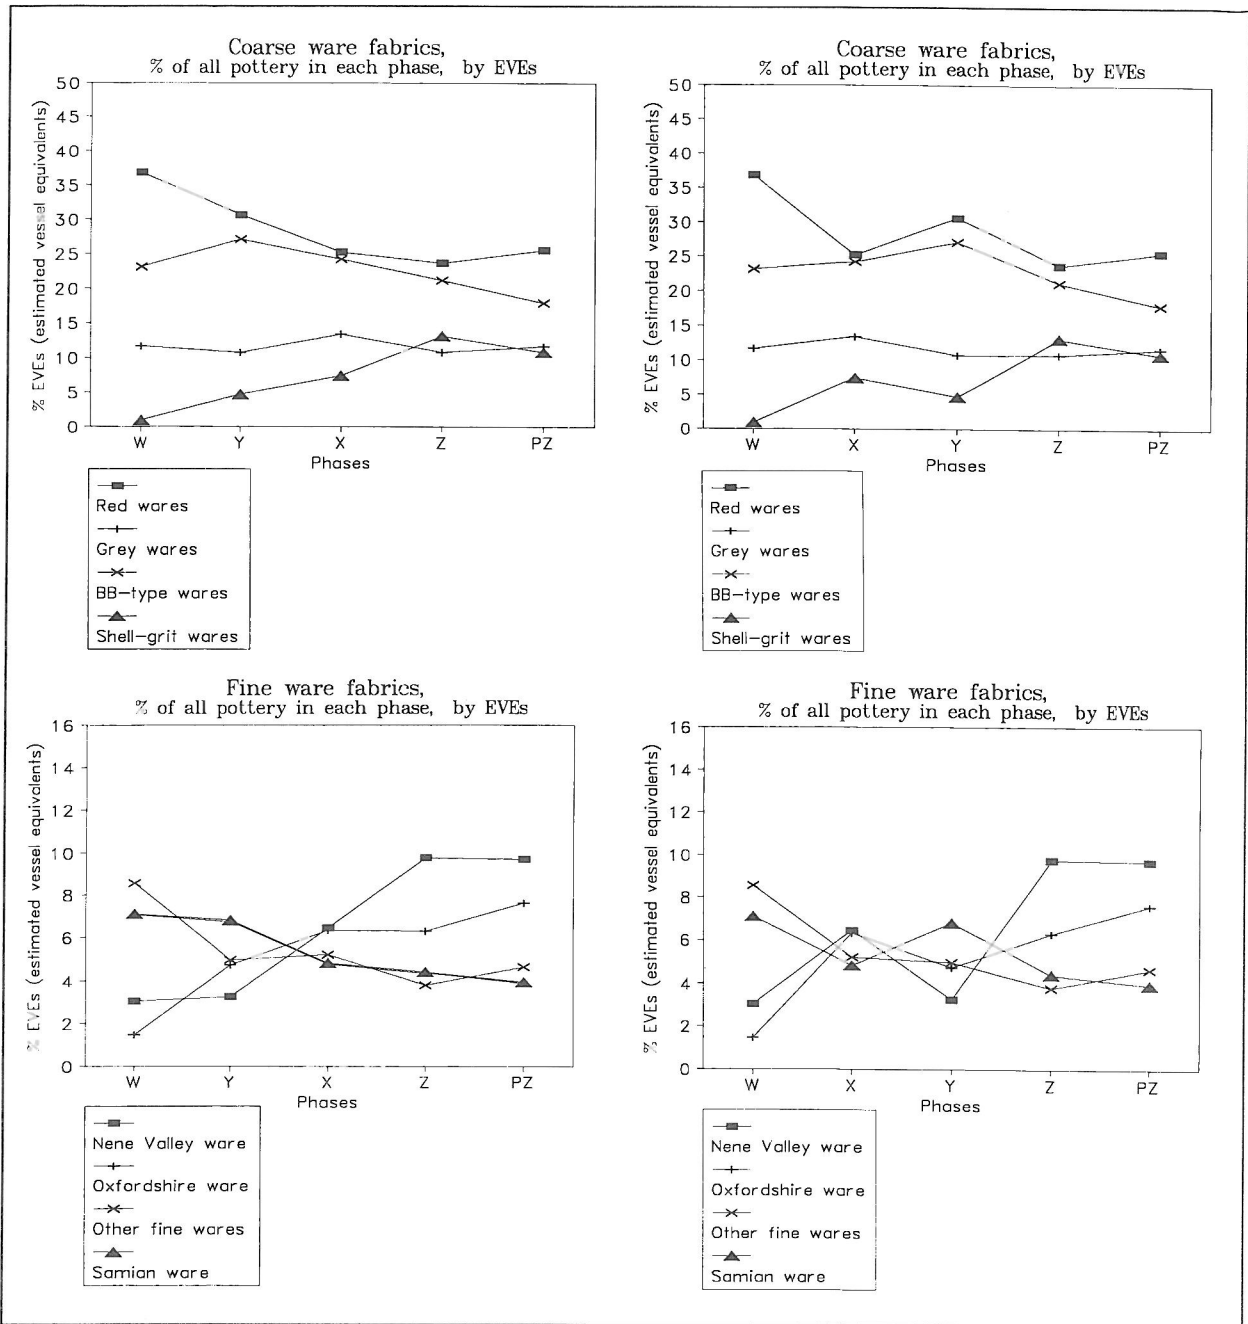 Coarse ware fabrics,
% of all pottery in each phase, by EVEs
% EVEs (estimated vessel equivalents)
50
45
40
35
30
25
20
15
10
5
0
W Y X Z PZ
Phases
Red wares
Grey wares
BB-type wares
Shell-grit wares
Coarse ware fabrics,
% of all pottery in each phase, by EVEs
% EVEs (estimated vessel equivalents)
50
45
40
35
30
25
20
15
10
5
0
W X Y Z PZ
Phases
Red wares
Grey wares
BB-type wares
Shell-grit wares
Fine ware fabrics,
% of all pottery in each phase, by EVEs
% EVEs (estimated vessel equivalents)
16
14
12
10
8
6
4
2
0
W Y X Z PZ
Phases
Nene Valley ware
Oxfordshire ware
Other fine wares
Samian ware
Fine ware fabrics,
% of all pottery in each phase, by EVEs
% EVEs (estimated vessel equivalents)
16
14
12
10
8
6
4
2
0
W X Y Z PZ
Phases
Nene Valley ware
Oxfordshire ware
Other fine wares
Samian ware